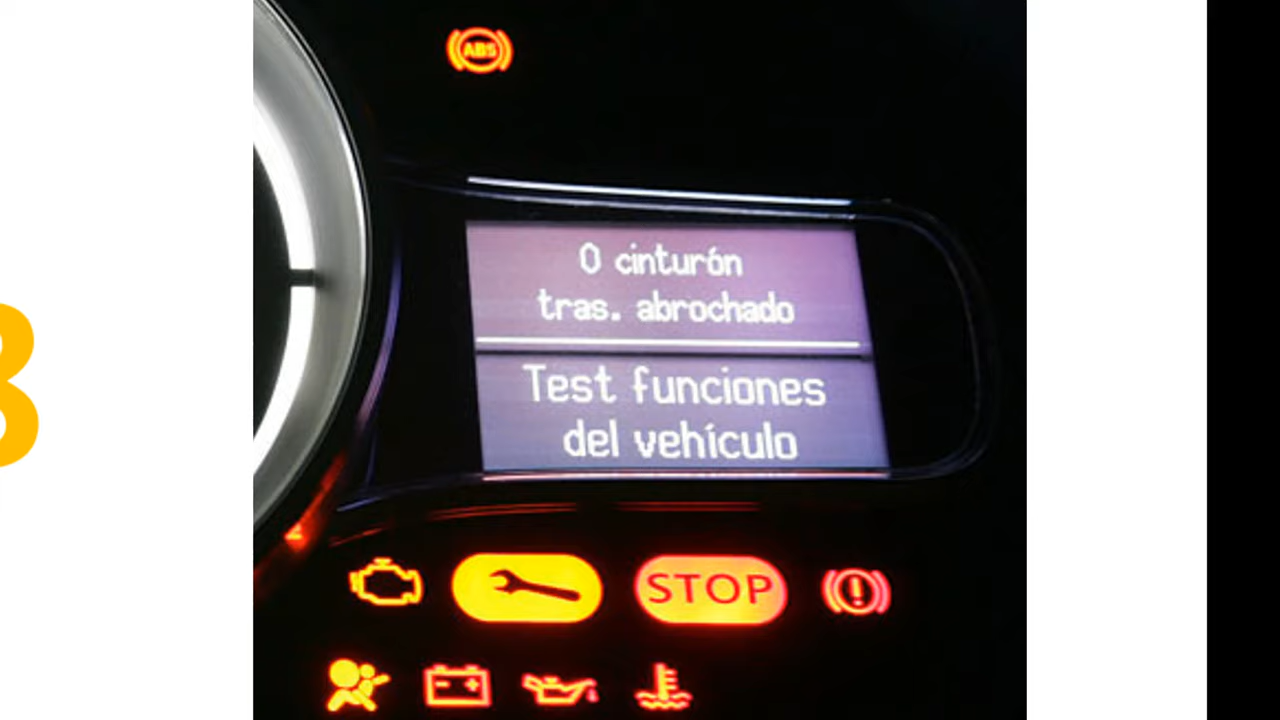 ABS
0 cinturón
tras. abrochado
Test funciones
del vehículo
STOP